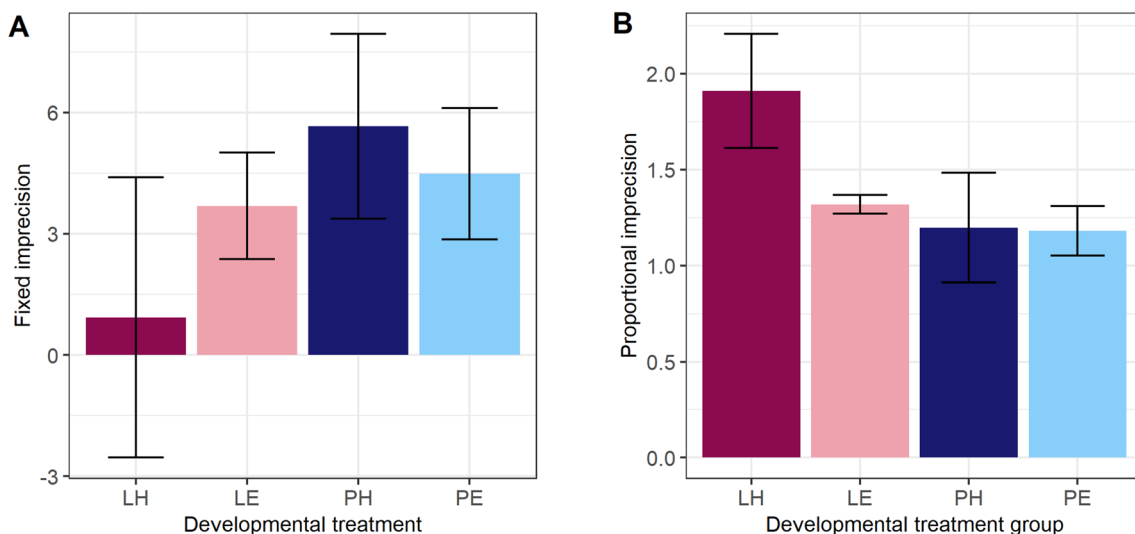 A
Fixed imprecision
6
3
0
-3
LH LE PH PE
Developmental treatment
B
Proportional imprecision
2.0
1.5
1.0
0.5
0.0
LH LE PH PE
Developmental treatment group